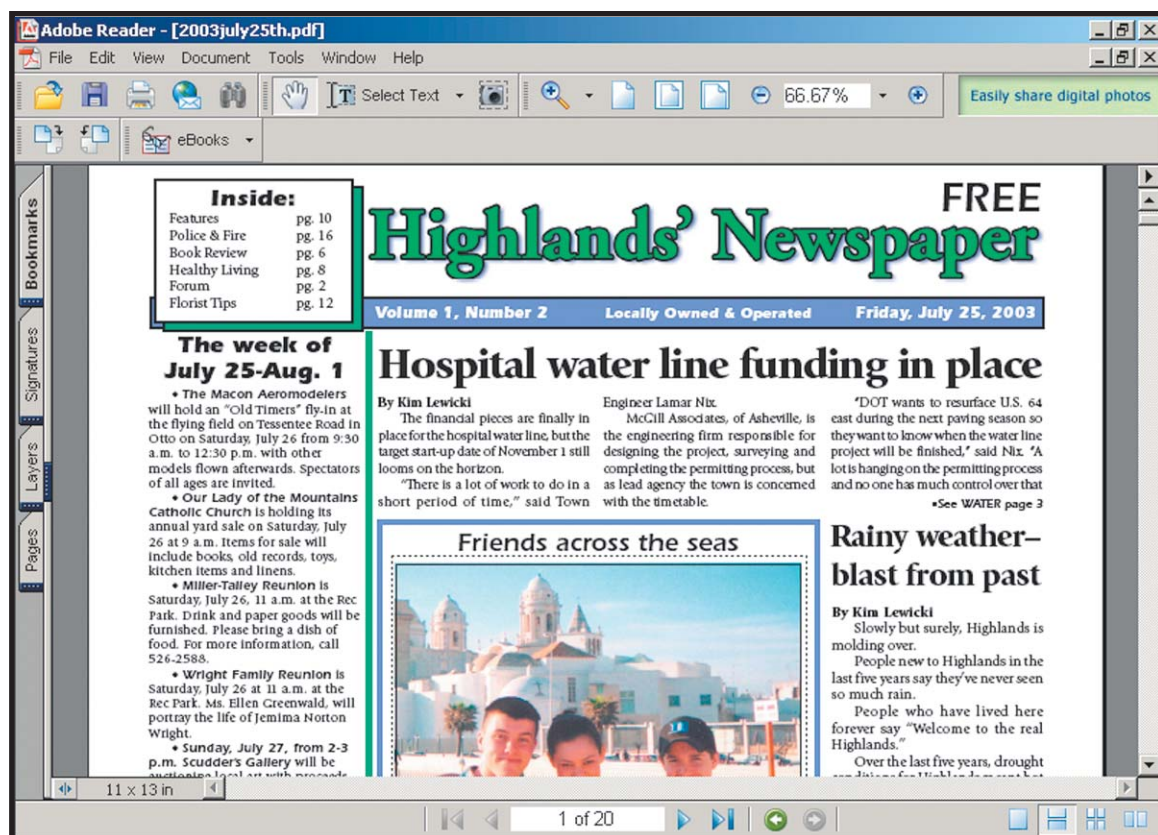 Adobe Reader - [2003july25th.pdf]
File Edit View Document Tools Window Help
Select Text
66.67%
Easily share digital photos
eBooks
Bookmarks
Signatures
Layers
Pages
Inside:
Features pg. 10
Police & Fire pg. 16
Book Review pg. 6
Healthy Living pg. 8
Forum pg. 2
Florist Tips pg. 12
FREE
Highlands' Newspaper
Volume 1, Number 2 Locally Owned & Operated Friday, July 25, 2003
The week of
July 25-Aug. 1
• The Macon Aeromodelers
will hold an "Old Timers" fly-in at
the flying field on Tessentee Road in
Otto on Saturday, July 26 from 9:30
a.m. to 12:30 p.m. with other
models flown afterwards. Spectators
of all ages are invited.
• Our Lady of the Mountains
Catholic Church is holding its
annual yard sale on Saturday, July
26 at 9 a.m. Items for sale will
include books, old records, toys,
kitchen items and linens.
• Miller-Talley Reunion is
Saturday, July 26, 11 a.m. at the Rec
Park. Drink and paper goods will be
furnished. Please bring a dish of
food. For more information, call
526-2588.
• Wright Family Reunion is
Saturday, July 26 at 11 a.m. at the
Rec Park. Ms. Ellen Greenwald, will
portray the life of Jemima Norton
Wright.
• Sunday, July 27, from 2-3
p.m. Scudder's Gallery will be
auctioning local art with proceeds
Hospital water line funding in place
By Kim Lewicki
The financial pieces are finally in
place for the hospital water line, but the
target start-up date of November 1 still
looms on the horizon.
"There is a lot of work to do in a
short period of time," said Town
Engineer Lamar Nix.
McGill Associates, of Asheville, is
the engineering firm responsible for
designing the project, surveying and
completing the permitting process, but
as lead agency the town is concerned
with the timetable.
"DOT wants to resurface U.S. 64
east during the next paving season so
they want to know when the water line
project will be finished," said Nix. "A
lot is hanging on the permitting process
and no one has much control over that
•See WATER page 3
Friends across the seas
Rainy weather–
blast from past
By Kim Lewicki
Slowly but surely, Highlands is
molding over.
People new to Highlands in the
last five years say they've never seen
so much rain.
People who have lived here
forever say "Welcome to the real
Highlands."
Over the last five years, drought
conditions for Highlands meant hot
11 x 13 in
1 of 20